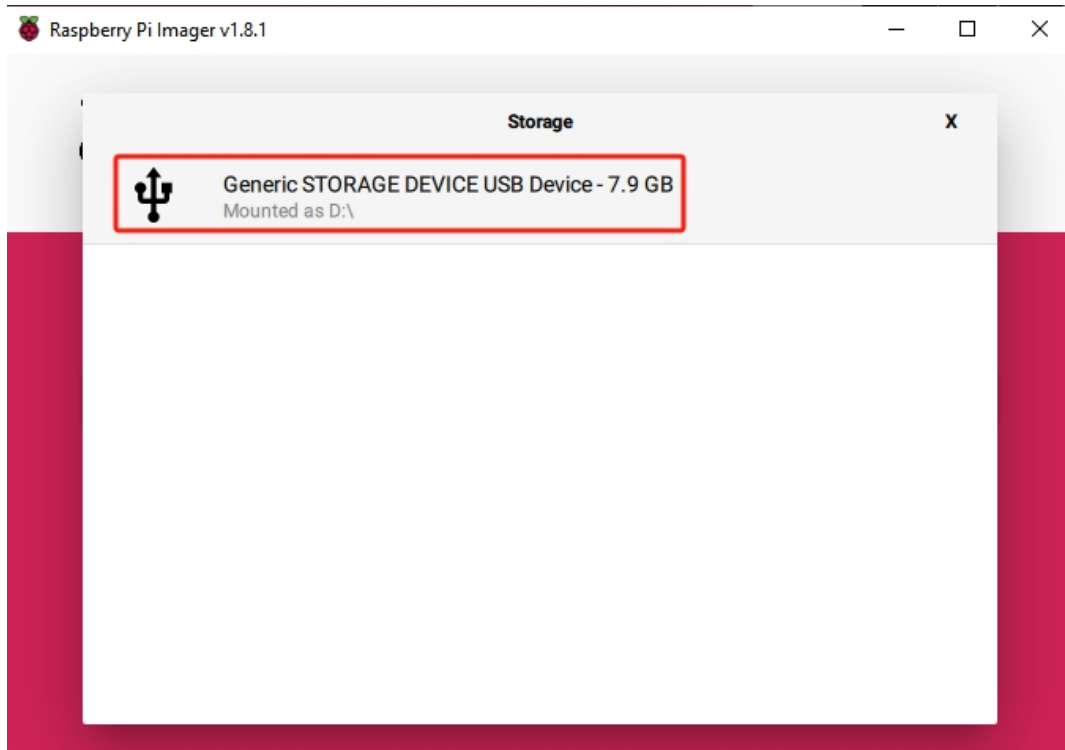 Raspberry Pi Imager v1.8.1
Storage
X
Generic STORAGE DEVICE USB Device - 7.9 GB
Mounted as D:\